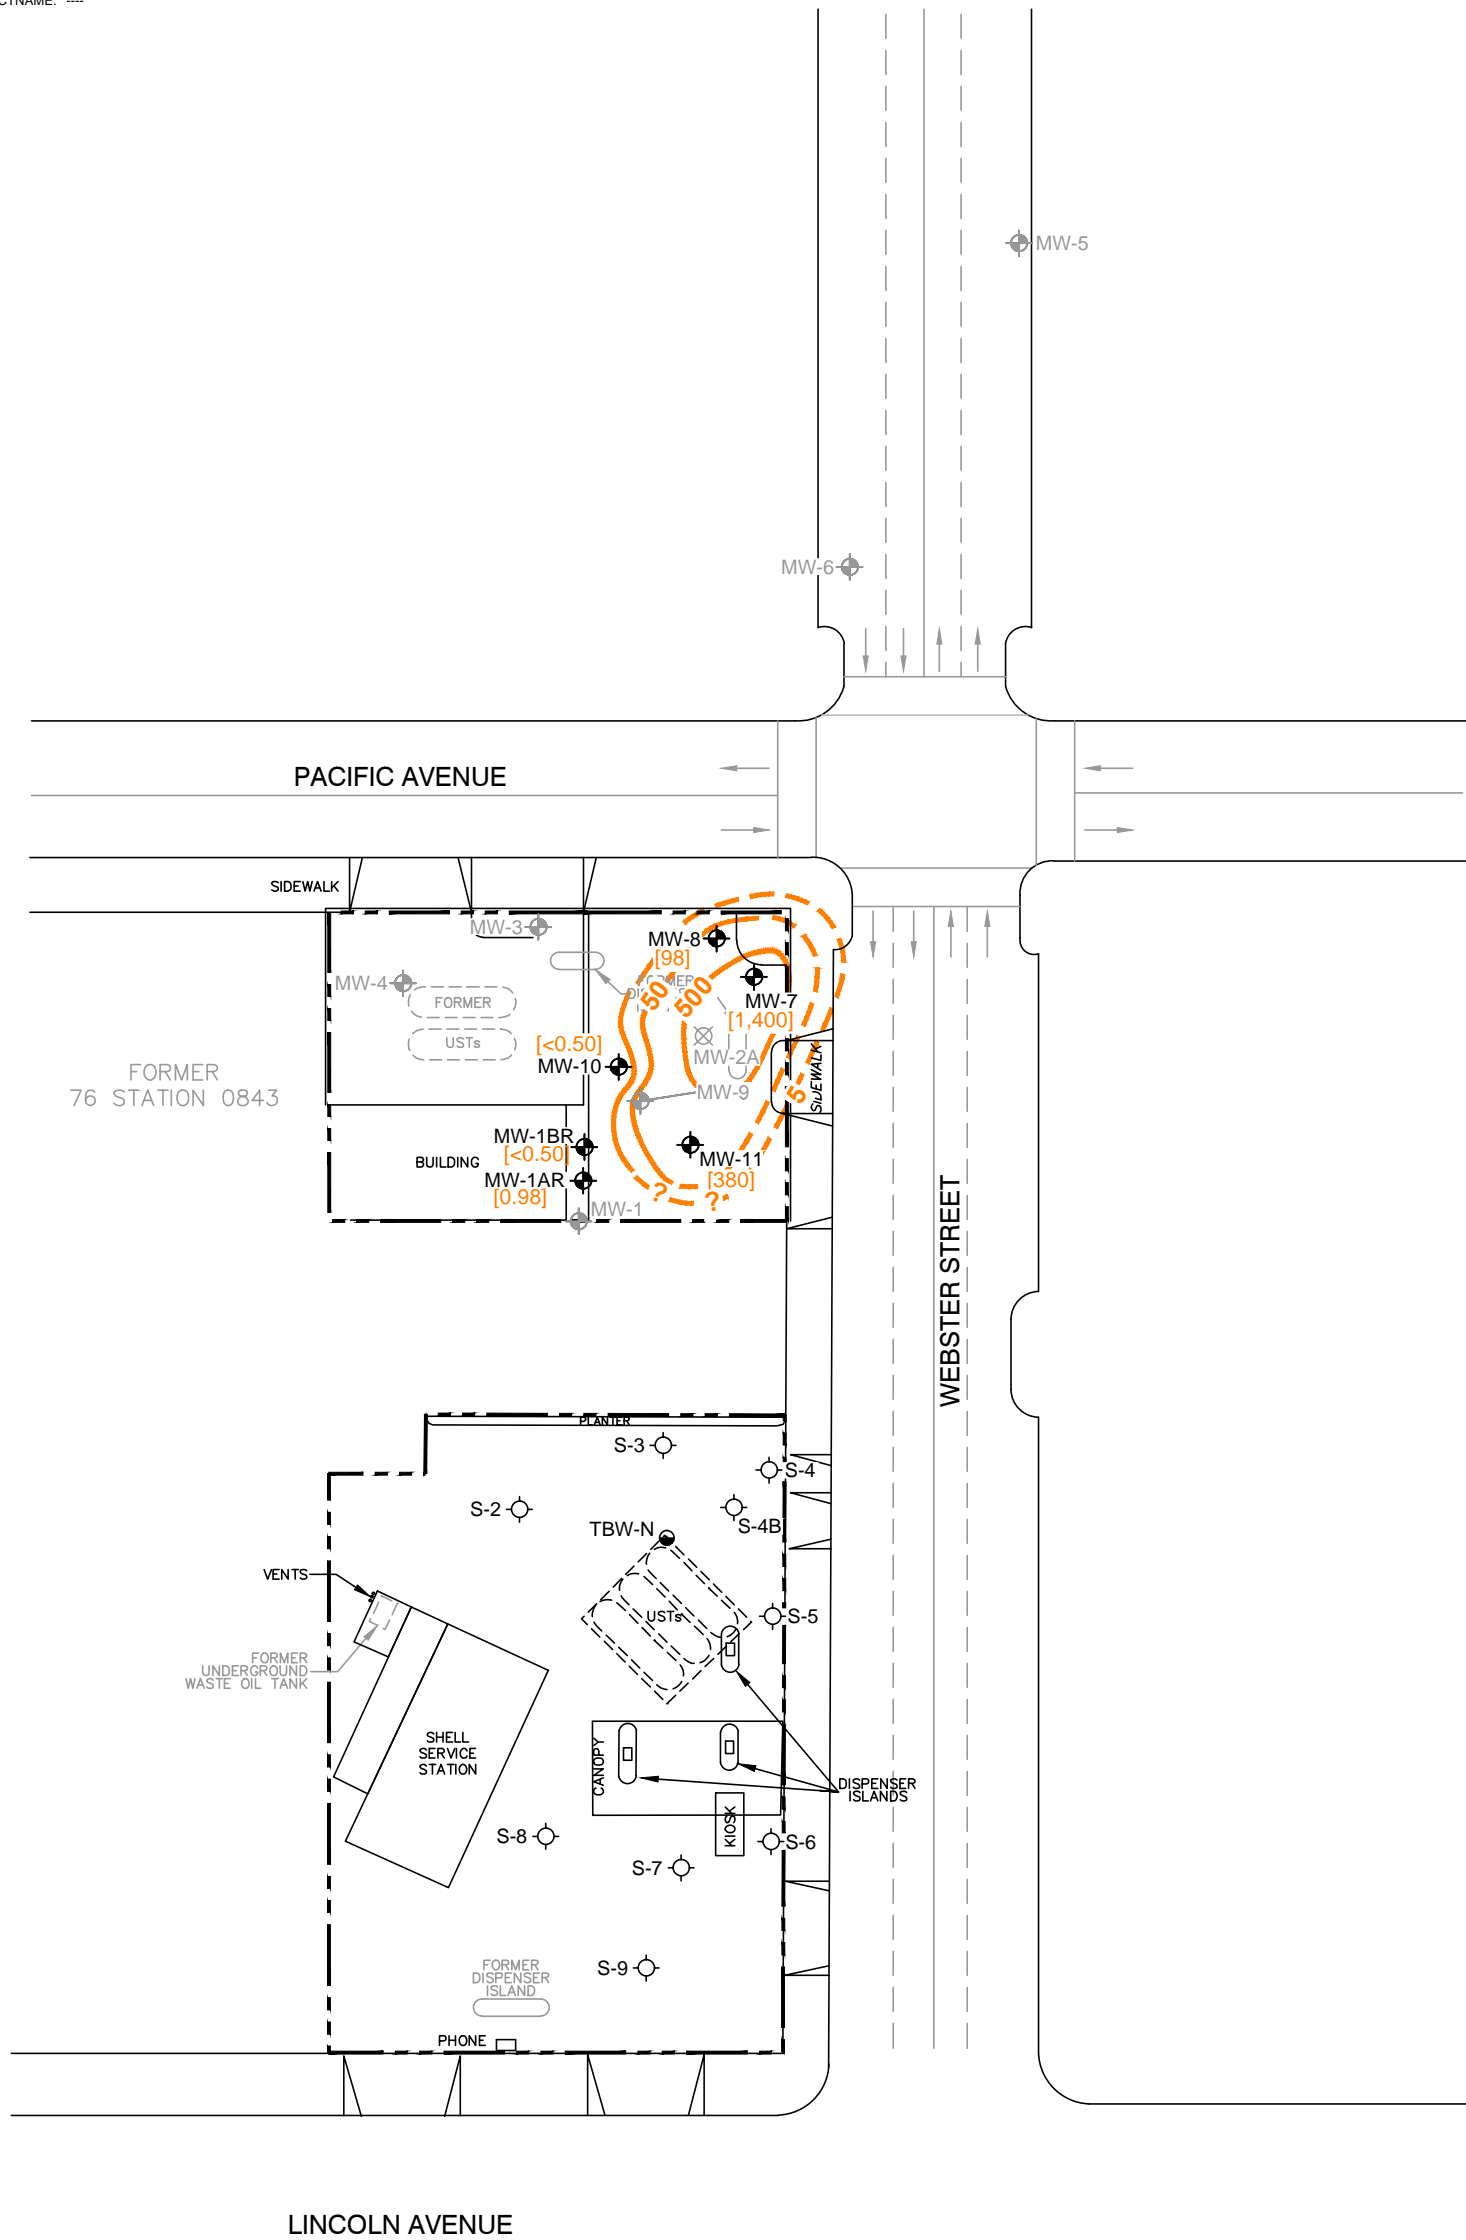 MW-5
MW-6
PACIFIC AVENUE
SIDEWALK
MW-3
MW-8
[98]
MW-4
FORMER
USTs
FORMER
50
500
MW-7
[1,400]
[<0.50]
MW-10
MW-2A
MW-9
5
SIDEWALK
FORMER
76 STATION 0843
MW-1BR
[<0.50]
BUILDING
MW-11
[380]
MW-1AR
[0.98]
?
?
MW-1
WEBSTER STREET
PLANTER
S-3
S-4
S-2
S-4B
TBW-N
VENTS
USTs
S-5
FORMER
UNDERGROUND
WASTE OIL TANK
SHELL
SERVICE
STATION
CANOPY
DISPENSER
ISLANDS
KIOSK
S-8
S-6
S-7
S-9
FORMER
DISPENSER
ISLAND
PHONE
LINCOLN AVENUE